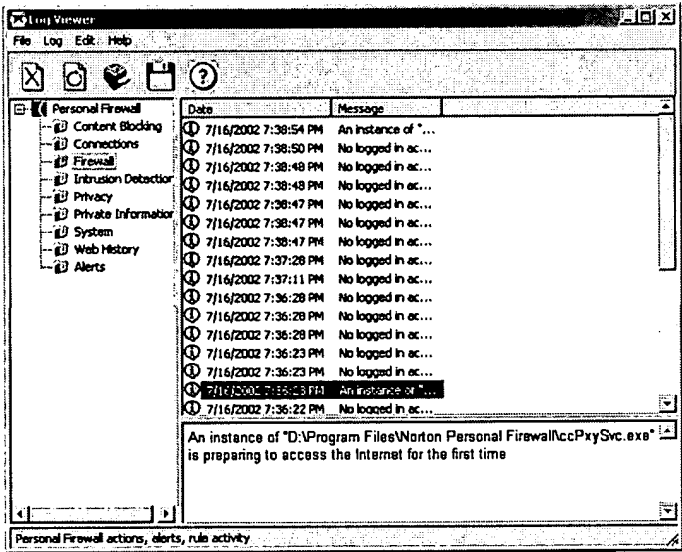 Log Viewer
File Log Edit Help
Personal Firewall
Content Blocking
Connections
Firewall
Intrusion Detection
Privacy
Private Information
System
Web History
Alerts
Date Message
7/16/2002 7:38:54 PM An instance of "...
7/16/2002 7:38:50 PM No logged in ac...
7/16/2002 7:38:48 PM No logged in ac...
7/16/2002 7:38:48 PM No logged in ac...
7/16/2002 7:38:47 PM No logged in ac...
7/16/2002 7:38:47 PM No logged in ac...
7/16/2002 7:38:47 PM No logged in ac...
7/16/2002 7:37:28 PM No logged in ac...
7/16/2002 7:37:11 PM No logged in ac...
7/16/2002 7:36:28 PM No logged in ac...
7/16/2002 7:36:28 PM No logged in ac...
7/16/2002 7:36:28 PM No logged in ac...
7/16/2002 7:36:23 PM No logged in ac...
7/16/2002 7:36:23 PM No logged in ac...
7/16/2002 PM An instance of "...
7/16/2002 7:36:22 PM No logged in ac...
An instance of "D:\Program Files\Norton Personal Firewall\ccPxySvc.exe"
is preparing to access the Internet for the first time
Personal Firewall actions, alerts, rule activity